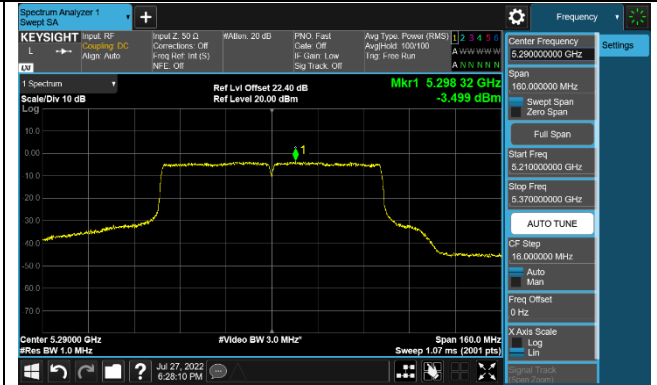 Spectrum Analyzer 1
Swept SA
+
Frequency
KEYSIGHT
L
LXI
Input: RF
Coupling: DC
Align: Auto
Input Z: 50 Ω
Corrections: Off
Freq Ref: Int (S)
NFE: Off
#Atten: 20 dB
PNO: Fast
Gate: Off
IF Gain: Low
Sig Track: Off
Avg Type: Power (RMS)
Avg|Hold: 100/100
Trig: Free Run
1 2 3 4 5 6
A W W W W W
A N N N N N
1 Spectrum
Scale/Div 10 dB
Log
Ref Lvl Offset 22.40 dB
Ref Level 20.00 dBm
Mkr1 5.298 32 GHz
-3.499 dBm
10.0
0.00
-10.0
-20.0
-30.0
-40.0
-50.0
-60.0
-70.0
1
Center 5.29000 GHz
#Res BW 1.0 MHz
#Video BW 3.0 MHz*
Span 160.0 MHz
Sweep 1.07 ms (2001 pts)
Center Frequency
5.290000000 GHz
Settings
Span
160.000000 MHz
Swept Span
Zero Span
Full Span
Start Freq
5.210000000 GHz
Stop Freq
5.370000000 GHz
AUTO TUNE
CF Step
16.000000 MHz
Auto
Man
Freq Offset
0 Hz
X Axis Scale
Log
Lin
Signal Track
(Span Zoom)
?
Jul 27, 2022
6:28:10 PM